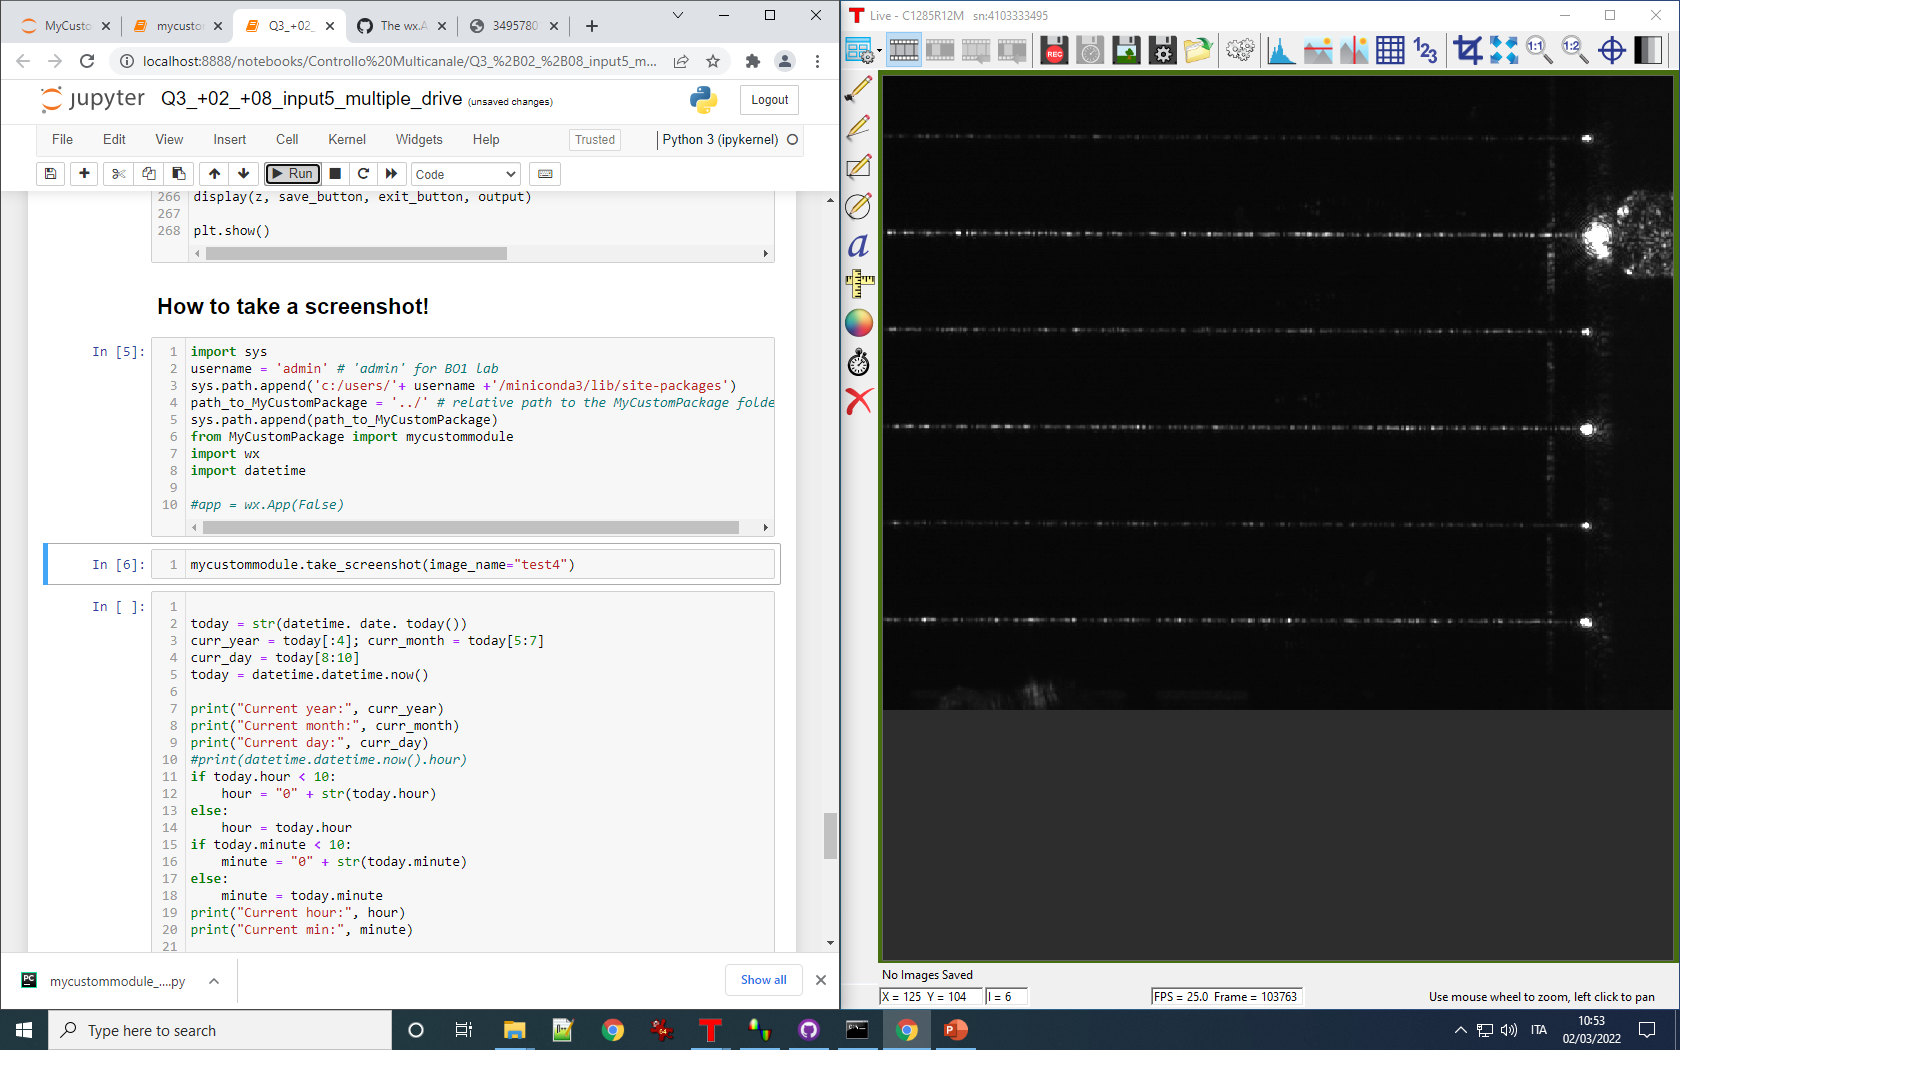 MyCusto
mycustor
Q3_+02_
The wx.A
3495780
localhost:8888/notebooks/Controllo%20Multicanale/Q3_%2B02_%2B08_input5_m...
jupyter Q3_+02_+08_input5_multiple_drive (unsaved changes)
Logout
File Edit View Insert Cell Kernel Widgets Help Trusted Python 3 (ipykernel)
Run Code
266 display(z, save_button, exit_button, output)
267
268 plt.show()
How to take a screenshot!
In [5]:
1 import sys
2 username = 'admin' # 'admin' for BO1 lab
3 sys.path.append('c:/users/'+ username +'/miniconda3/lib/site-packages')
4 path_to_MyCustomPackage = '../' # relative path to the MyCustomPackage folde
5 sys.path.append(path_to_MyCustomPackage)
6 from MyCustomPackage import mycustommodule
7 import wx
8 import datetime
9
10 #app = wx.App(False)
In [6]:
1 mycustommodule.take_screenshot(image_name="test4")
In [ ]:
1
2 today = str(datetime. date. today())
3 curr_year = today[:4]; curr_month = today[5:7]
4 curr_day = today[8:10]
5 today = datetime.datetime.now()
6
7 print("Current year:", curr_year)
8 print("Current month:", curr_month)
9 print("Current day:", curr_day)
10 #print(datetime.datetime.now().hour)
11 if today.hour < 10:
12 hour = "0" + str(today.hour)
13 else:
14 hour = today.hour
15 if today.minute < 10:
16 minute = "0" + str(today.minute)
17 else:
18 minute = today.minute
19 print("Current hour:", hour)
20 print("Current min:", minute)
21
PC
mycustommodule_....py
Show all
T Live - C1285R12M sn:4103333495
REC
123
1:1
1:2
a
No Images Saved
X = 125 Y = 104 I = 6 FPS = 25.0 Frame = 103763 Use mouse wheel to zoom, left click to pan
Type here to search
64
T
P
ITA
10:53
02/03/2022